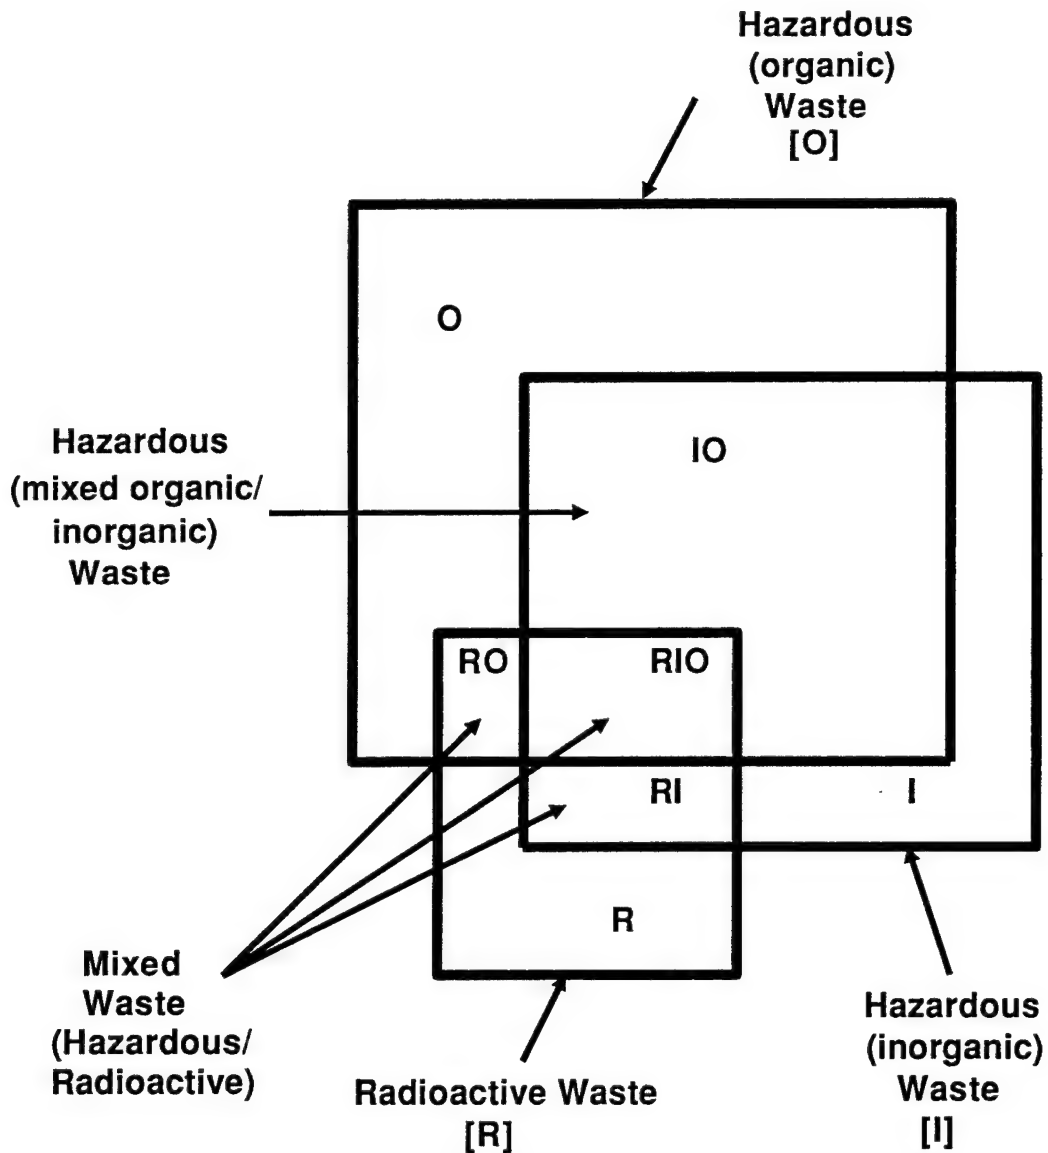 Hazardous
(organic)
Waste
[O]
O
Hazardous
(mixed organic/
inorganic)
Waste
IO
RO
RIO
RI
I
R
Mixed
Waste
(Hazardous/
Radioactive)
Radioactive Waste
[R]
Hazardous
(inorganic)
Waste
[I]